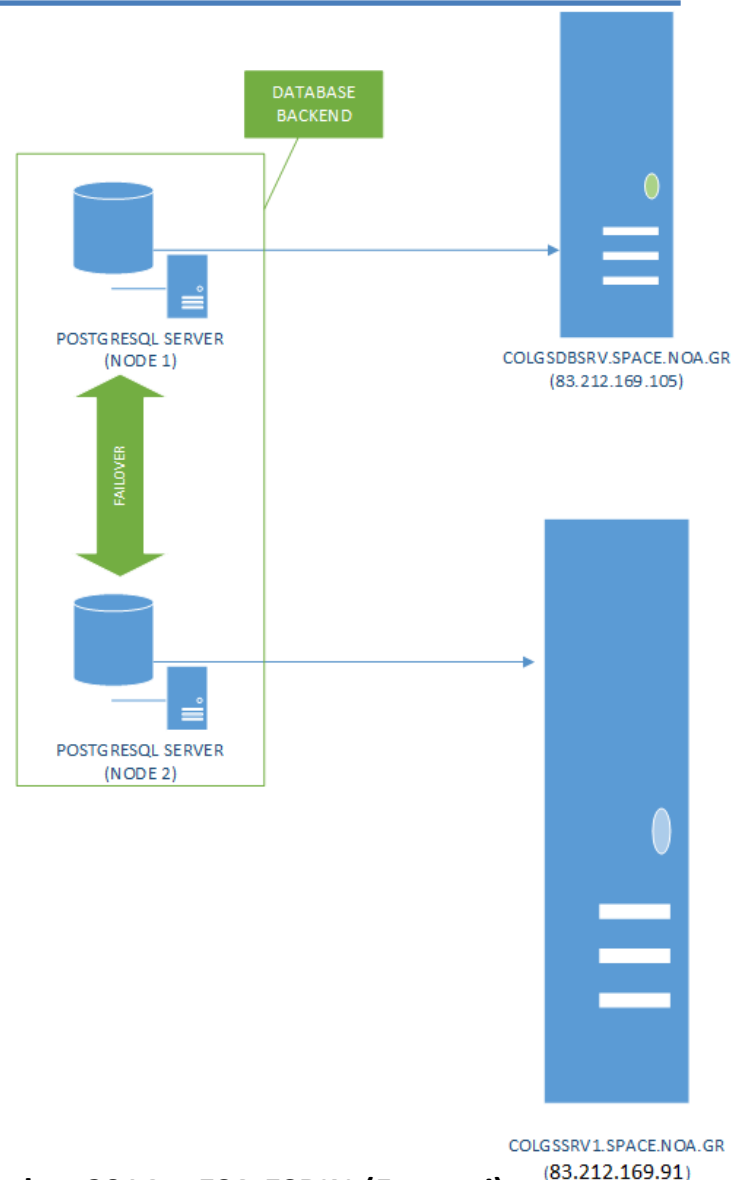 DATABASE
BACKEND
POSTGRESQL SERVER
(NODE 1)
COLGSDBSRV.SPACE.NOA.GR
(83.212.169.105)
FAILOVER
POSTGRESQL SERVER
(NODE 2)
COLGSSRV1.SPACE.NOA.GR
(83.212.169.91)